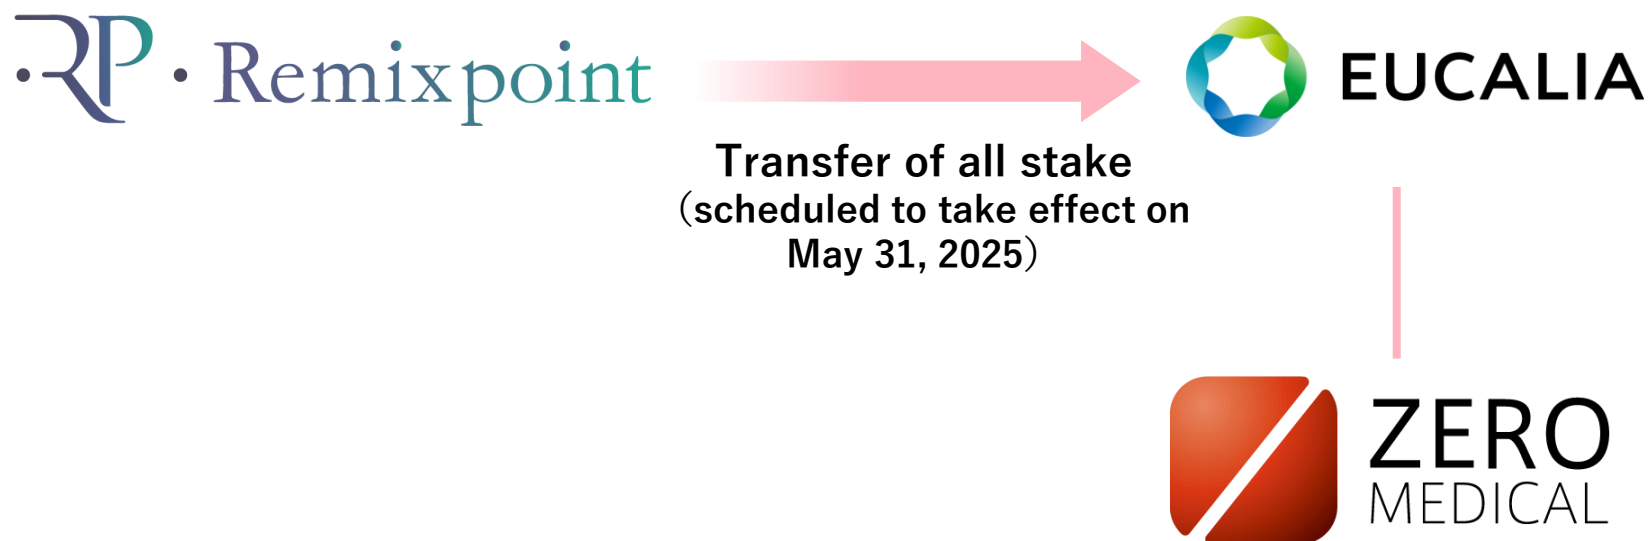 RP
Remixpoint
EUCALIA
Transfer of all stake
(scheduled to take effect on
May 31, 2025)
ZERO
MEDICAL